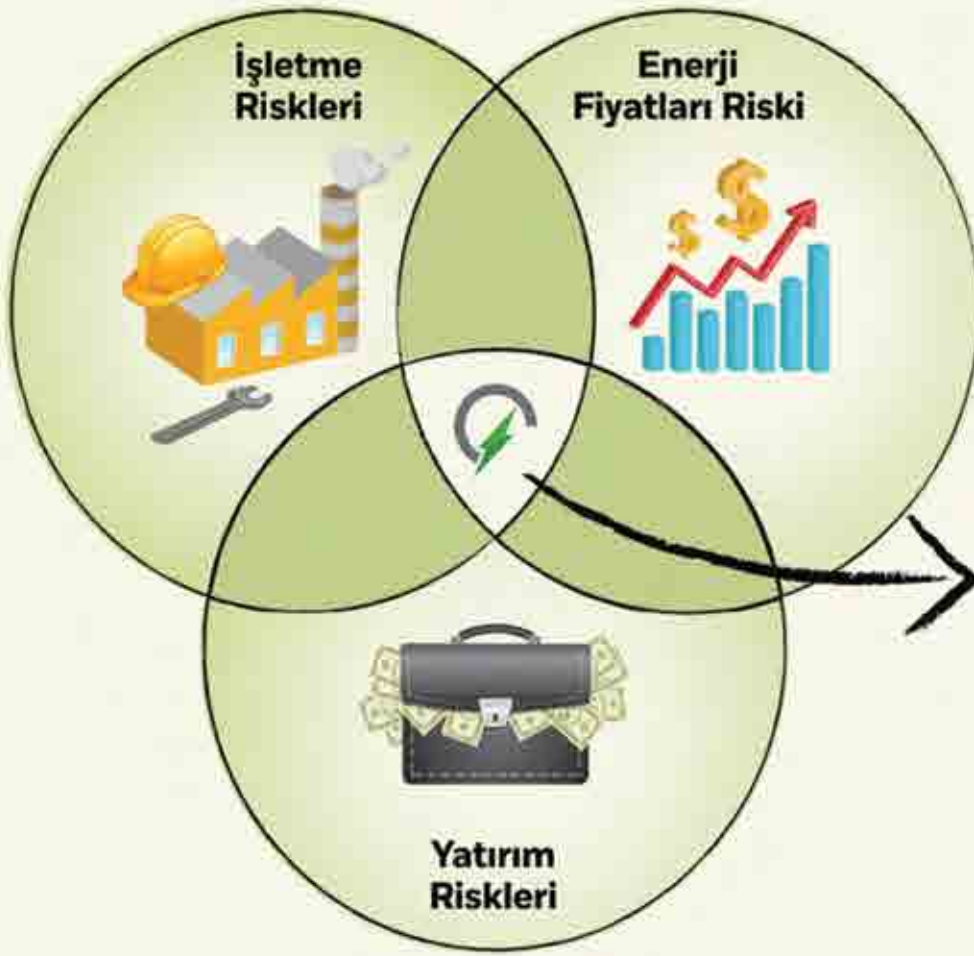 İşletme
Riskleri
Enerji
Fiyatları Riski
Yatırım
Riskleri